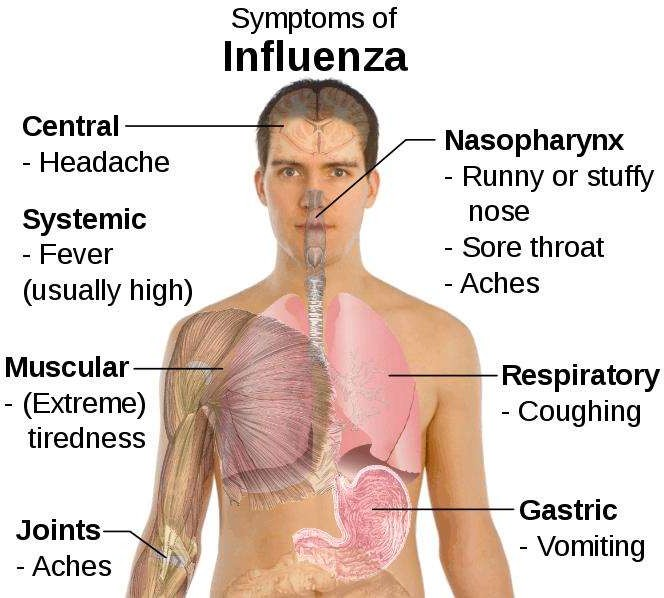 Symptoms of
Influenza
Central
- Headache
Systemic
- Fever
(usually high)
Muscular
- (Extreme)
tiredness
Joints
- Aches
Nasopharynx
- Runny or stuffy
nose
- Sore throat
- Aches
Respiratory
- Coughing
Gastric
- Vomiting